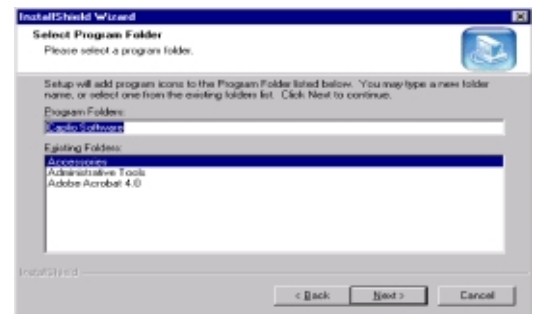 InstallShield Wizard
Select Program Folder
Please select a program folder.
Setup will add program icons to the Program Folder listed below. You may type a new folder
name, or select one from the existing folders list. Click Next to continue.
Program Folders:
Caplio Software
Existing Folders:
Accessories
Administrative Tools
Adobe Acrobat 4.0
InstallShield
< Back
Next >
Cancel